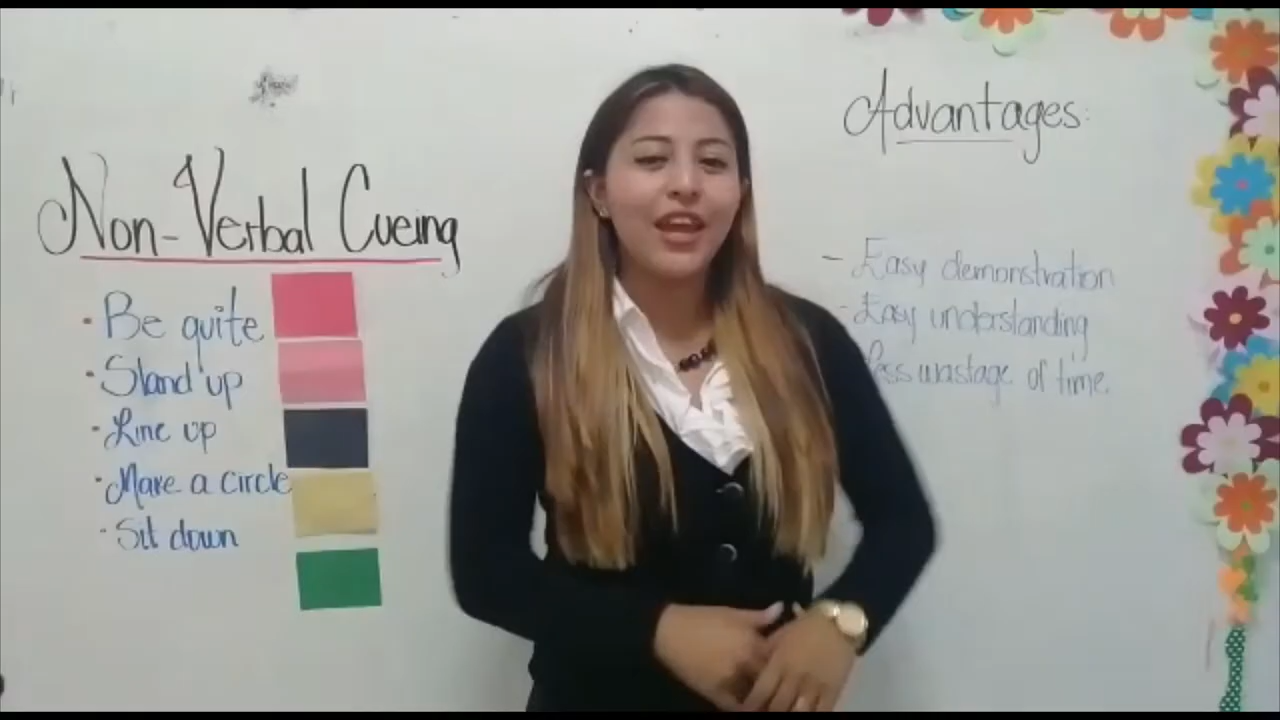 Non-Verbal Cueing
• Be quite
• Stand up
• Line up
• Make a circle
• Sit down
Advantages:
- Easy demonstration
- Easy understanding
less wastage of time.